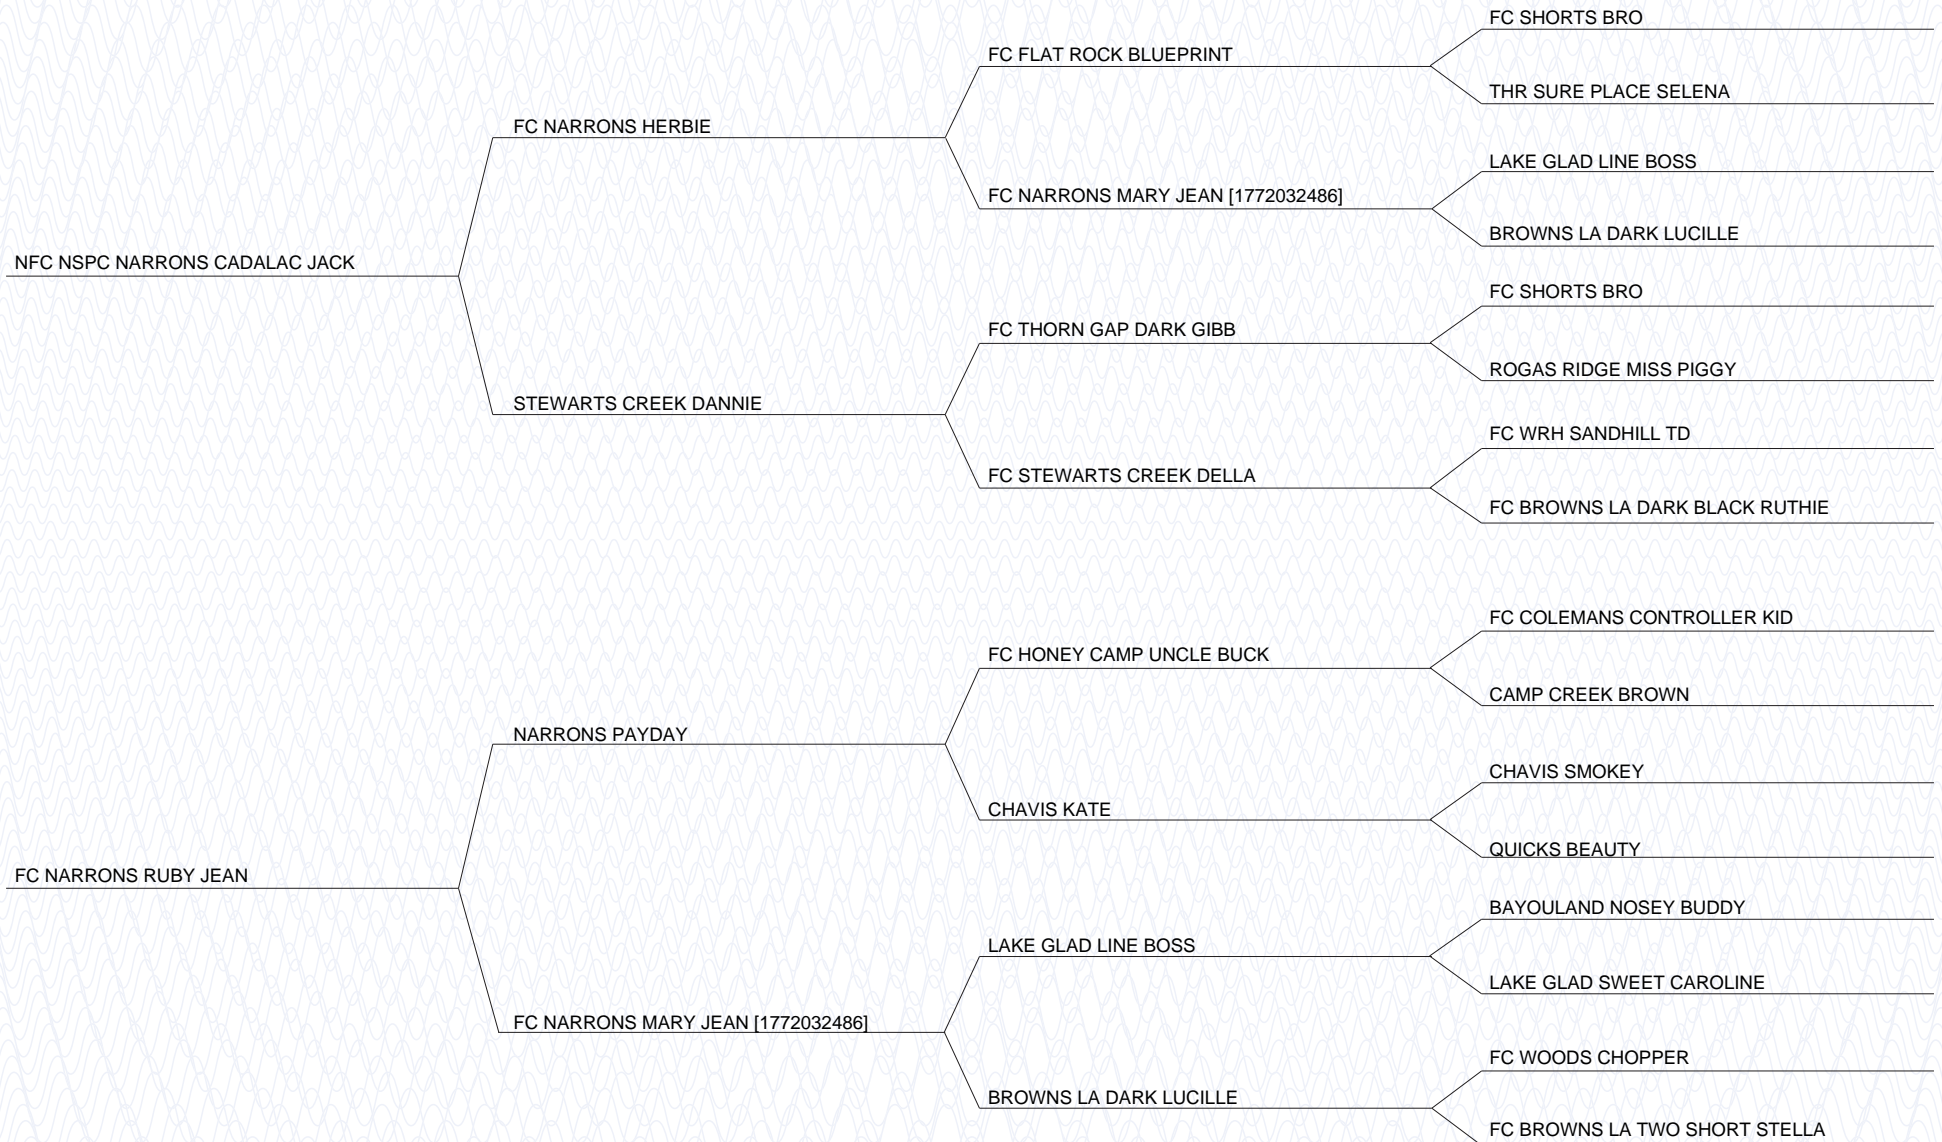 FC SHORTS BRO
FC FLAT ROCK BLUEPRINT
THR SURE PLACE SELENA
FC NARRONS HERBIE
LAKE GLAD LINE BOSS
FC NARRONS MARY JEAN [1772032486]
BROWNS LA DARK LUCILLE
NFC NSPC NARRONS CADALAC JACK
FC SHORTS BRO
FC THORN GAP DARK GIBB
ROGAS RIDGE MISS PIGGY
STEWARTS CREEK DANNIE
FC WRH SANDHILL TD
FC STEWARTS CREEK DELLA
FC BROWNS LA DARK BLACK RUTHIE
FC COLEMANS CONTROLLER KID
FC HONEY CAMP UNCLE BUCK
CAMP CREEK BROWN
NARRONS PAYDAY
CHAVIS SMOKEY
CHAVIS KATE
QUICKS BEAUTY
FC NARRONS RUBY JEAN
BAYOULAND NOSEY BUDDY
LAKE GLAD LINE BOSS
LAKE GLAD SWEET CAROLINE
FC NARRONS MARY JEAN [1772032486]
FC WOODS CHOPPER
BROWNS LA DARK LUCILLE
FC BROWNS LA TWO SHORT STELLA